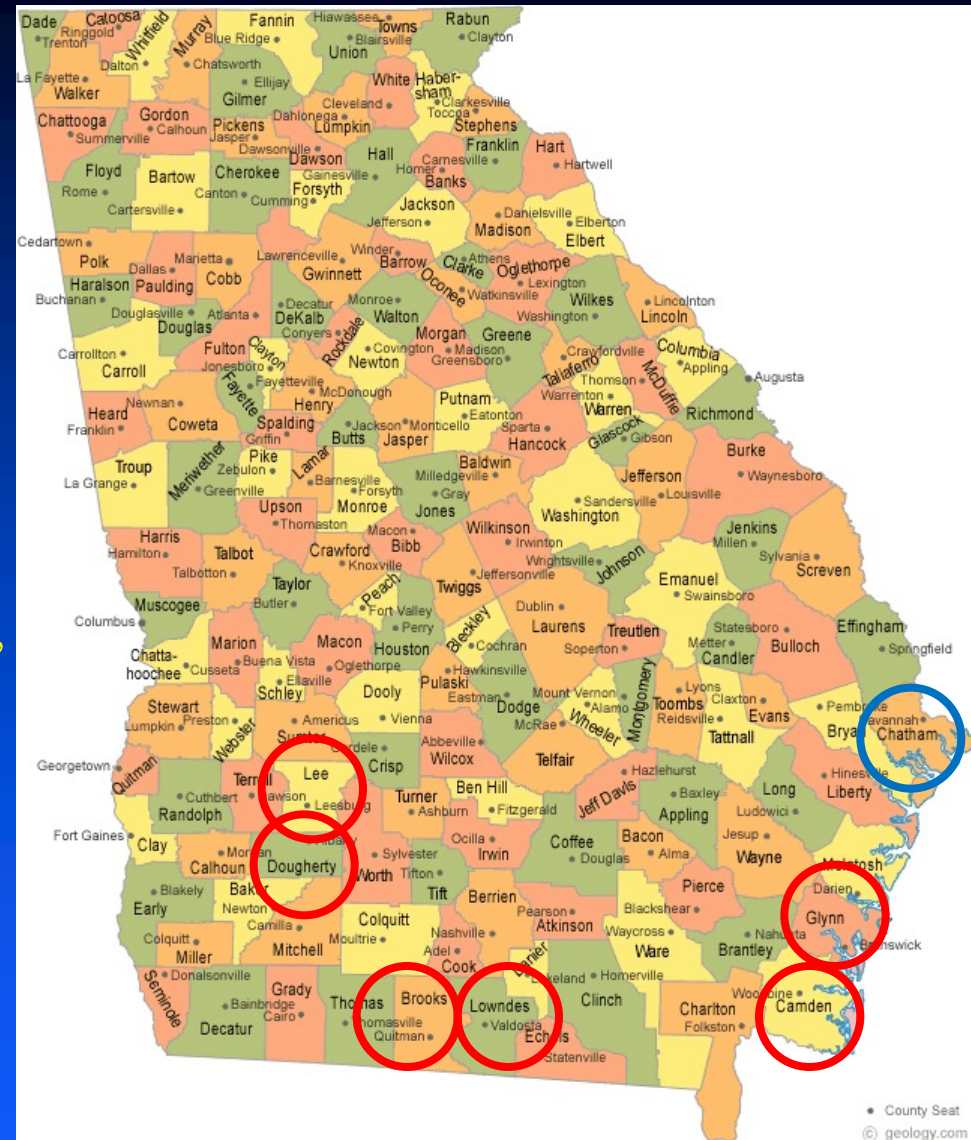 Dade
Catoosa
Ringgold
Trenton
Whitfield
Murray
Fannin
Blue Ridge
Hiawassee
Towns
Blairsville
Union
Rabun
Clayton
La Fayette
Walker
Dalton
Chatsworth
Ellijay
Gilmer
White
Haber-
sham
Cleveland
Clarkesville
Toccoa
Stephens
Chattooga
Summerville
Gordon
Calhoun
Pickens
Jasper
Dahlonega
Lumpkin
Dawsonville
Dawson
Hall
Gainesville
Carnesville
Franklin
Homer
Banks
Hart
Hartwell
Floyd
Rome
Bartow
Cartersville
Cherokee
Canton
Cumming
Forsyth
Jackson
Jefferson
Danielsville
Madison
Elberton
Elbert
Cedartown
Polk
Dallas
Paulding
Marietta
Cobb
Lawrenceville
Gwinnett
Winder
Barrow
Clarke
Athens
Oconee
Watkinsville
Oglethorpe
Lexington
Wilkes
Washington
Lincolnton
Lincoln
Haralson
Buchanan
Douglasville
Douglas
Atlanta
Decatur
DeKalb
Conyers
Rockdale
Monroe
Walton
Morgan
Madison
Greene
Greensboro
Crawfordville
Taliaferro
Columbia
Appling
Carrollton
Carroll
Fulton
Jonesboro
Clayton
Covington
Newton
Thomson
McDuffie
Warrenton
Warren
Augusta
Richmond
Heard
Franklin
Newnan
Coweta
Fayette
Fayetteville
McDonough
Henry
Spalding
Griffin
Jackson
Butts
Monticello
Jasper
Putnam
Eatonton
Sparta
Hancock
Glascock
Gibson
Burke
Waynesboro
Troup
La Grange
Meriwether
Greenville
Pike
Zebulon
Lamar
Barnesville
Forsyth
Monroe
Baldwin
Milledgeville
Gray
Jones
Sandersville
Washington
Jefferson
Louisville
Upson
Thomaston
Macon
Bibb
Wilkinson
Irwinton
Harris
Hamilton
Talbot
Talbotton
Crawford
Knoxville
Twiggs
Jeffersonville
Wrightsville
Johnson
Jenkins
Millen
Sylvania
Screven
Emanuel
Swainsboro
Muscogee
Columbus
Taylor
Butler
Peach
Fort Valley
Perry
Houston
Bleckley
Cochran
Dublin
Laurens
Treutlen
Soperton
Statesboro
Bulloch
Metter
Candler
Effingham
Springfield
Chatta-
hoochee
Cusseta
Marion
Buena Vista
Macon
Oglethorpe
Ellaville
Schley
Dooly
Vienna
Pulaski
Hawkinsville
Eastman
Dodge
McRae
Mount Vernon
Alamo
Wheeler
Montgomery
Lyons
Toombs
Reidsville
Claxton
Evans
Tattnall
Pembroke
Bryan
Savannah
Chatham
Stewart
Lumpkin
Preston
Webster
Americus
Sumter
Cordele
Crisp
Abbeville
Wilcox
Telfair
Hazlehurst
Jeff Davis
Baxley
Appling
Long
Ludowici
Hinesville
Liberty
Georgetown
Quitman
Cuthbert
Randolph
Terrell
Dawson
Lee
Leesburg
Turner
Ashburn
Ben Hill
Fitzgerald
Ocilla
Irwin
Coffee
Douglas
Bacon
Alma
Jesup
Wayne
McIntosh
Darien
Fort Gaines
Clay
Calhoun
Morgan
Albany
Dougherty
Worth
Sylvester
Tifton
Tift
Berrien
Nashville
Pearson
Atkinson
Pierce
Blackshear
Glynn
Brunswick
Early
Blakely
Baker
Newton
Camilla
Mitchell
Colquitt
Moultrie
Adel
Cook
Lanier
Lakeland
Homerville
Waycross
Ware
Brantley
Nahunta
Colquitt
Miller
Seminole
Donalsonville
Bainbridge
Decatur
Grady
Cairo
Thomas
Thomasville
Brooks
Quitman
Lowndes
Valdosta
Echols
Statenville
Clinch
Charlton
Folkston
Woodbine
Camden
County Seat
© geology.com